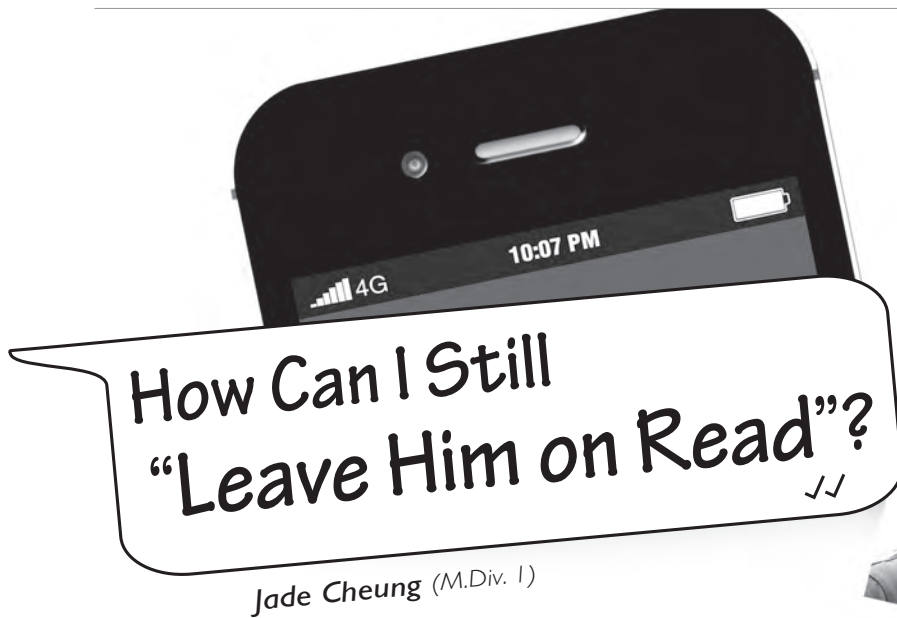 10:07 PM
4G
How Can I Still
“Leave Him on Read”?
Jade Cheung (M.Div. 1)